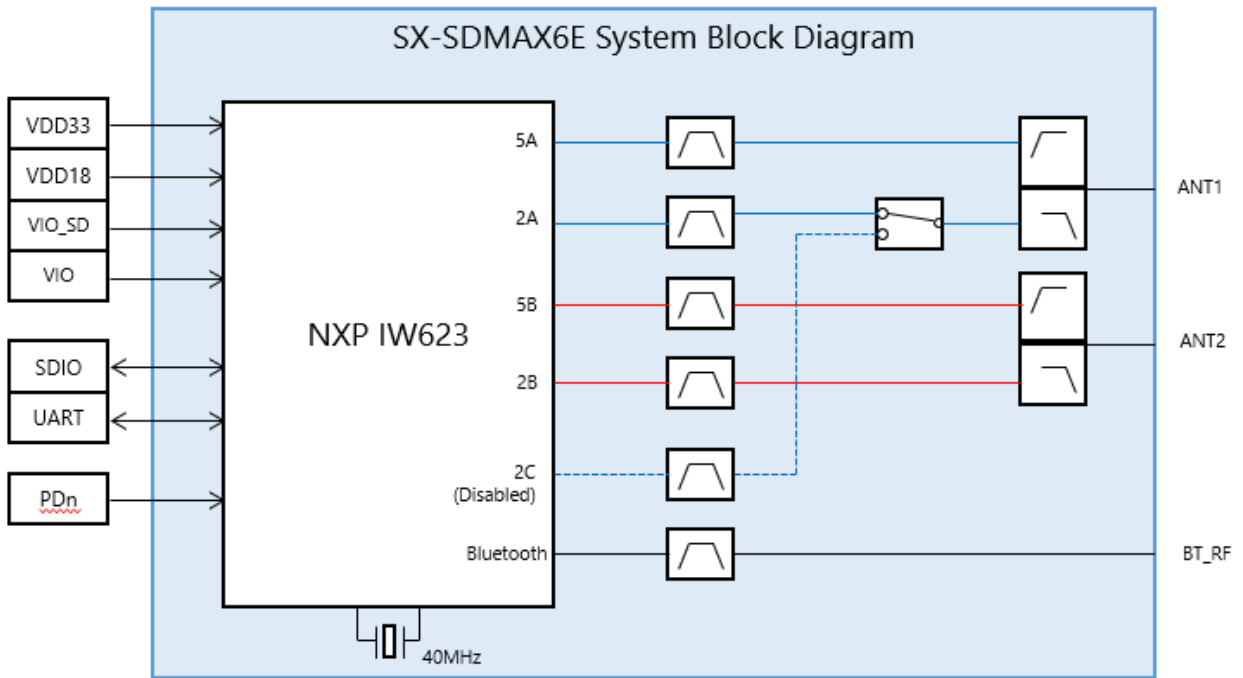 SX-SDMAX6E System Block Diagram
VDD33
VDD18
VIO_SD
VIO
SDIO
UART
PDn
NXP IW623
5A
2A
5B
2B
2C
(Disabled)
Bluetooth
40MHz
ANT1
ANT2
BT_RF